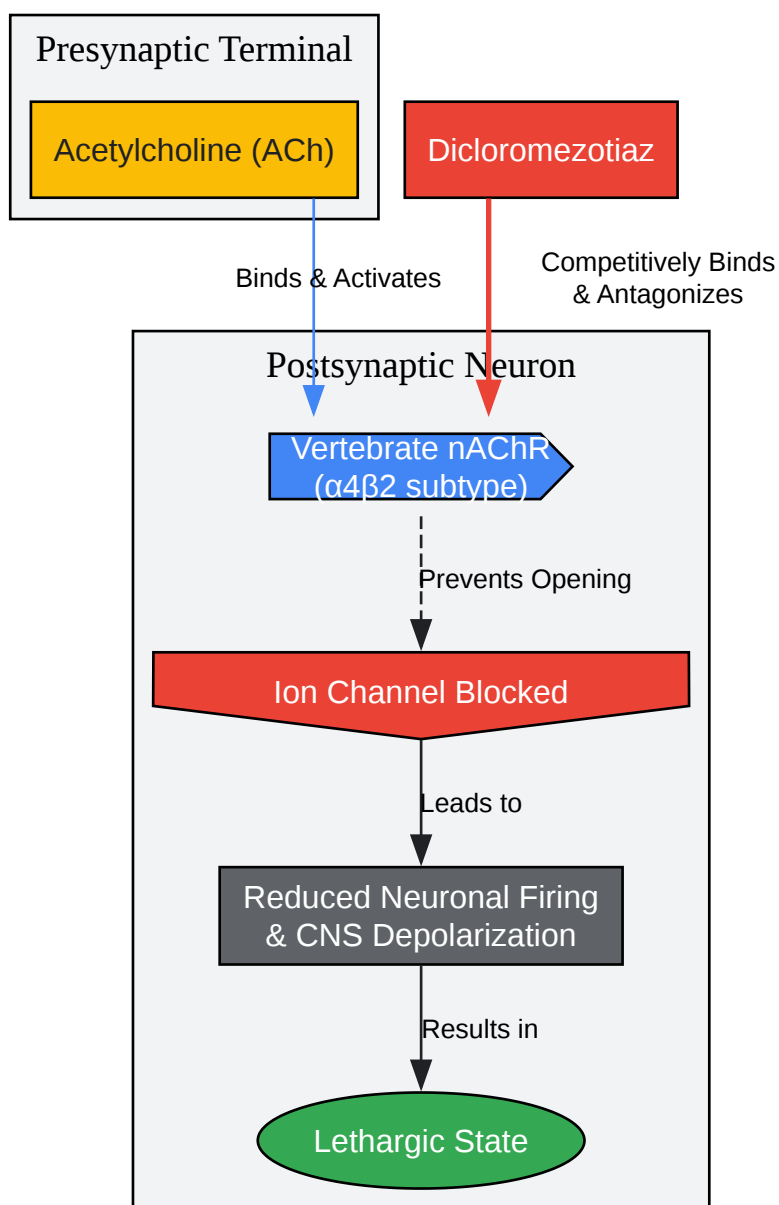 Presynaptic Terminal
Acetylcholine (ACh)
Dicloromezotiaz
Binds & Activates
Competitively Binds
& Antagonizes
Postsynaptic Neuron
Vertebrate nAChR
(α4β2 subtype)
Prevents Opening
Ion Channel Blocked
Leads to
Reduced Neuronal Firing
& CNS Depolarization
Results in
Lethargic State